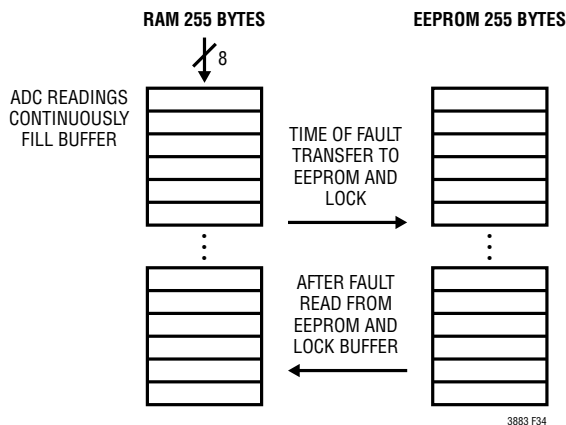 RAM 255 BYTES
EEPROM 255 BYTES
8
ADC READINGS
CONTINUOUSLY
FILL BUFFER
TIME OF FAULT
TRANSFER TO
EEPROM AND
LOCK
AFTER FAULT
READ FROM
EEPROM AND
LOCK BUFFER
3883 F34